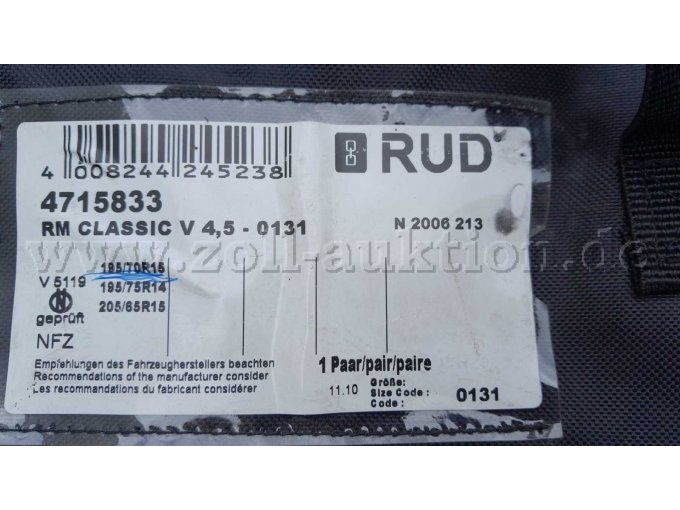 4 008244 245238
RUD
4715833
RM CLASSIC V 4,5 - 0131
N 2006 213
www.zoll-auktion.de
195/70R15
V 5119
195/75R14
N
205/65R15
geprüft
NFZ
Empfehlungen des Fahrzeugherstellers beachten
Recommendations of the manufacturer consider
Les recommandations du fabricant considérer
1 Paar/pair/paire
Größe:
11.10 Size Code : 0131
Code :